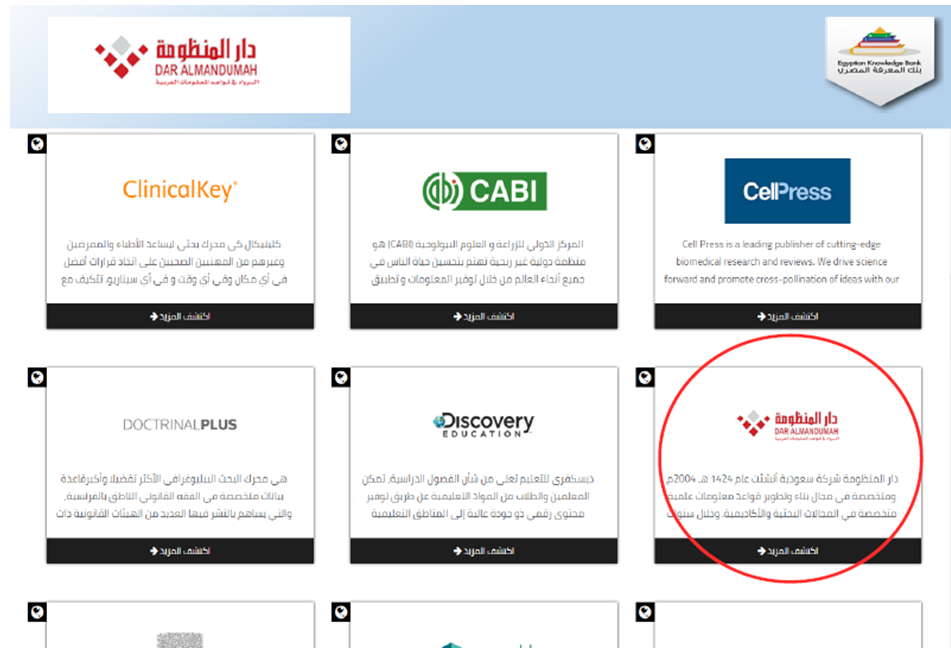 دار المنظومة
DAR ALMANDUMAH
الرواد في قواعد المعلومات العربية
Egyptian Knowledge Bank
بنك المعرفة المصري
ClinicalKey
كلينيكال كى محرك بحثى ليساعد الأطباء والممرضين
وغيرهم من المهنيين الصحيين على اتخاذ قرارات أفضل
في أي مكان وفي أي وقت و في أي سيناريو، تتكيف مع
اكتشف المزيد
cabi CABI
المركز الدولي للزراعة و العلوم البيولوجية (CABI) هو
منظمة دولية غير ربحية تهتم بتحسين حياة الناس في
جميع أنحاء العالم من خلال توفير المعلومات و تطبيق
اكتشف المزيد
CellPress
Cell Press is a leading publisher of cutting-edge
biomedical research and reviews. We drive science
forward and promote cross-pollination of ideas with our
اكتشف المزيد
DOCTRINALPLUS
هي محرك البحث الببليوغرافي الأكثر تفضيلا وأكبرقاعدة
بيانات متخصصة في الفقه القانوني الناطق بالفرنسية،
والتي يساهم بالنشر فيها العديد من الهيئات القانونية ذات
اكتشف المزيد
Discovery
EDUCATION
ديسكفري للتعليم تعلى من شأن الفصول الدراسية, تمكن
المعلمين والطلاب من المواد التعليمية عن طريق توفير
محتوى رقمي ذو جودة عالية إلى المناطق التعليمية
اكتشف المزيد
دار المنظومة
DAR ALMANDUMAH
الرواد في قواعد المعلومات العربية
دار المنظومة شركة سعودية أنشئت عام 1424 هـ 2004م,
ومتخصصة في مجال بناء وتطوير قواعد معلومات علمية
متخصصة في المجالات البحثية والأكاديمية. وخلال سنوات
اكتشف المزيد